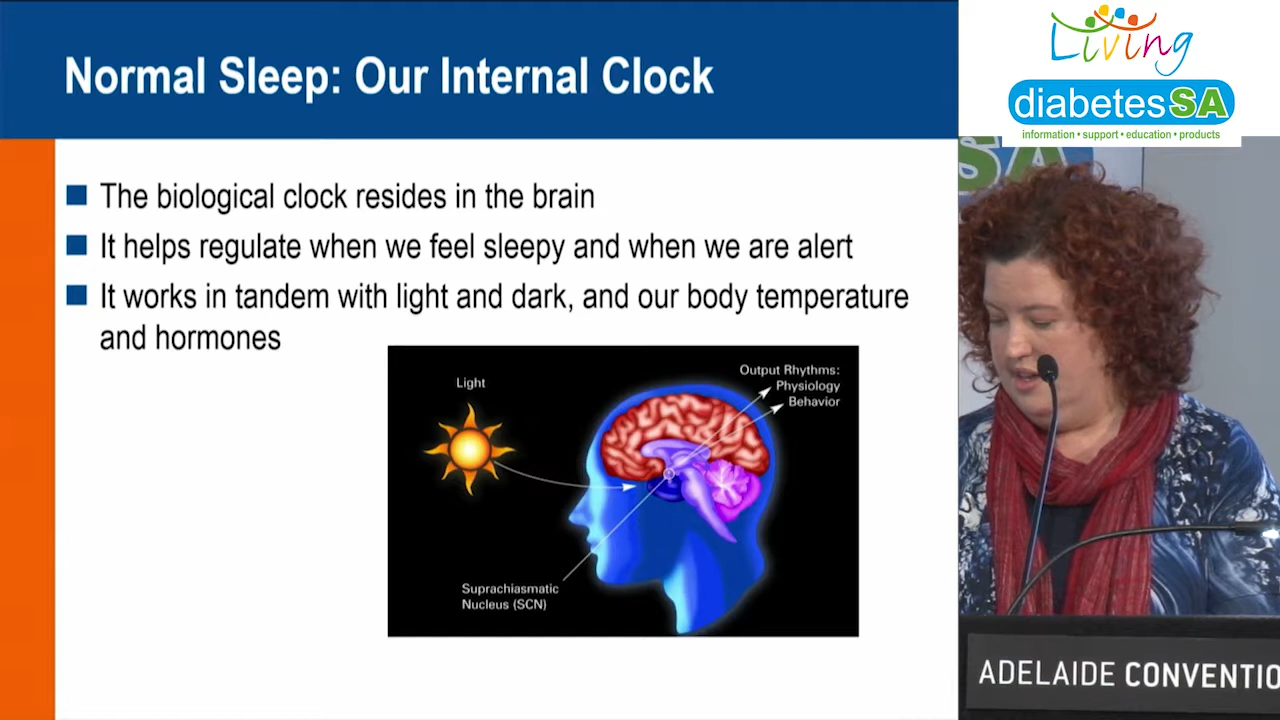 Normal Sleep: Our Internal Clock
The biological clock resides in the brain
It helps regulate when we feel sleepy and when we are alert
It works in tandem with light and dark, and our body temperature
and hormones
Light
Output Rhythms:
Physiology
Behavior
Suprachiasmatic
Nucleus (SCN)
Living
diabetesSA
information • support • education • products
SA
ADELAIDE CONVENTIO